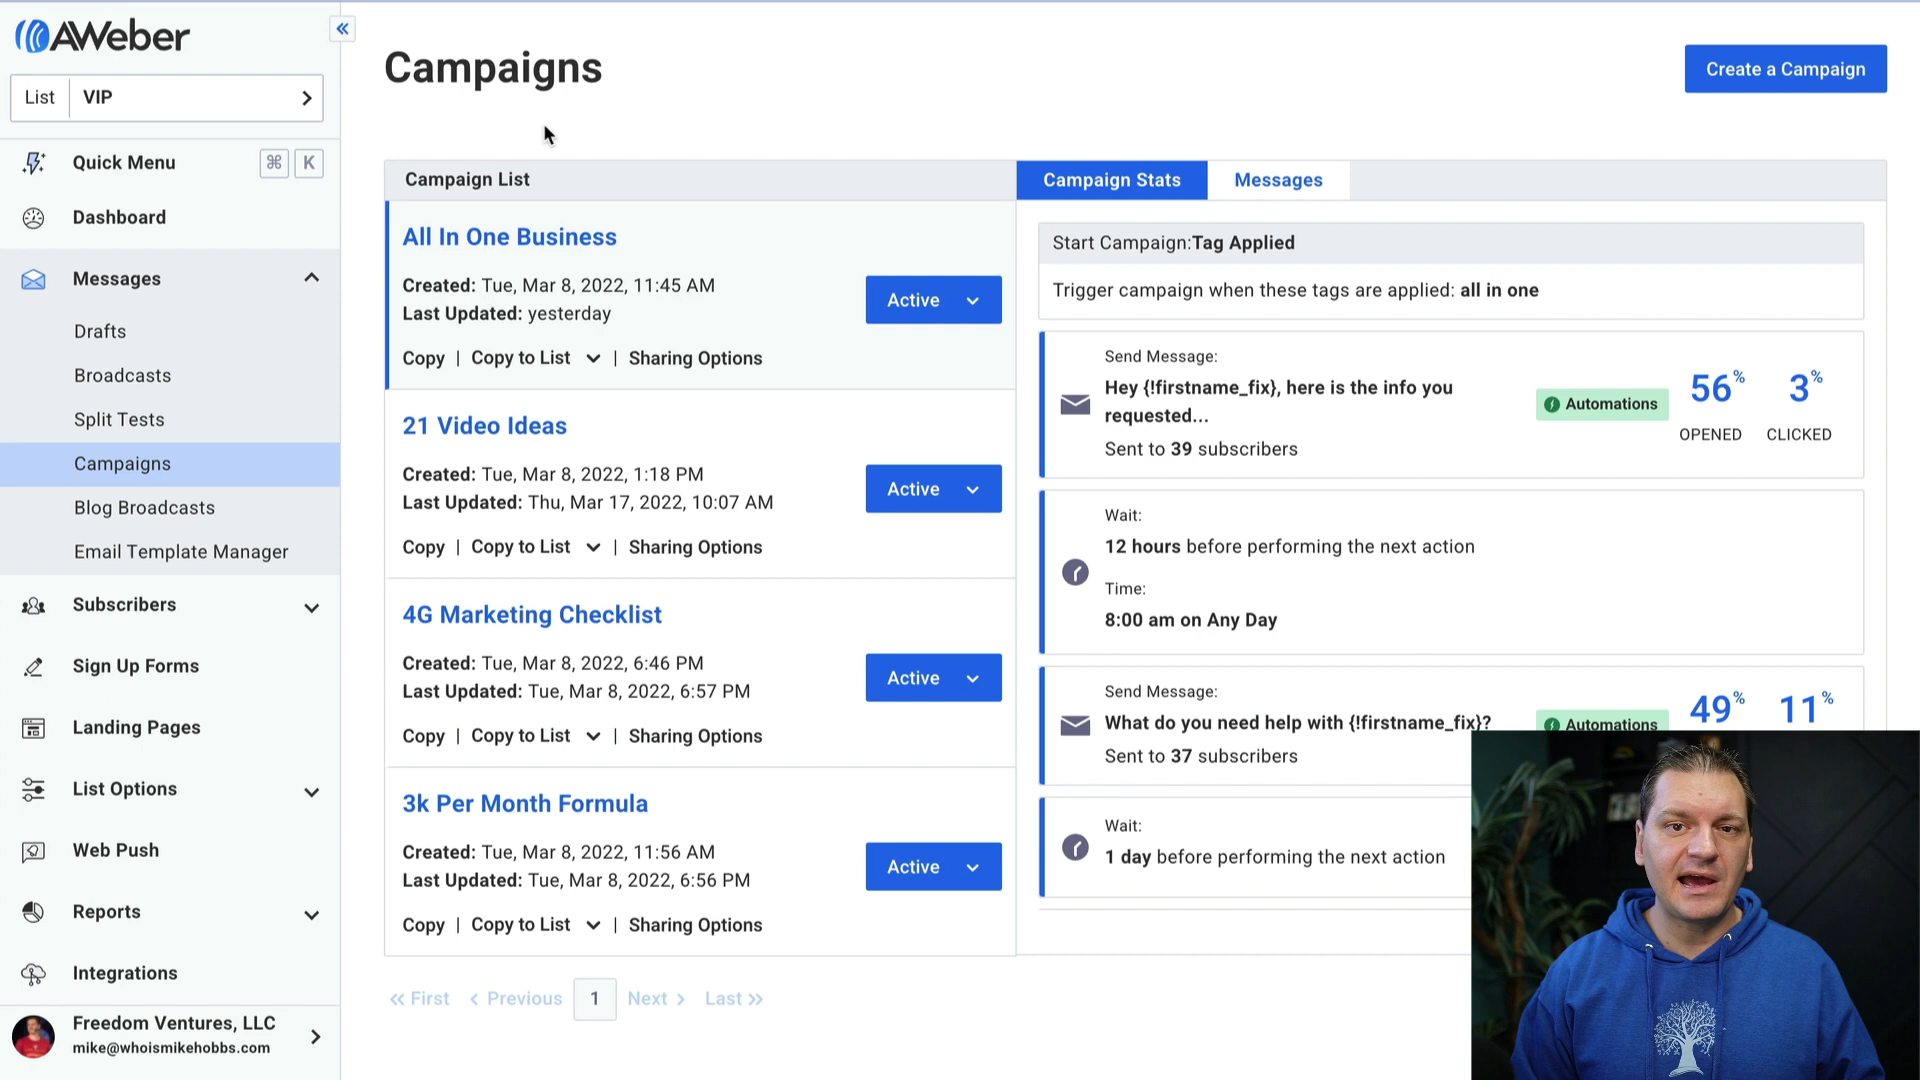 AWeber
List VIP
Quick Menu ⌘ K
Dashboard
Messages
Drafts
Broadcasts
Split Tests
Campaigns
Blog Broadcasts
Email Template Manager
Subscribers
Sign Up Forms
Landing Pages
List Options
Web Push
Reports
Integrations
Freedom Ventures, LLC
mike@whoismikehobbs.com
Campaigns
Create a Campaign
Campaign List
All In One Business
Created: Tue, Mar 8, 2022, 11:45 AM
Last Updated: yesterday
Active
Copy | Copy to List | Sharing Options
21 Video Ideas
Created: Tue, Mar 8, 2022, 1:18 PM
Last Updated: Thu, Mar 17, 2022, 10:07 AM
Active
Copy | Copy to List | Sharing Options
4G Marketing Checklist
Created: Tue, Mar 8, 2022, 6:46 PM
Last Updated: Tue, Mar 8, 2022, 6:57 PM
Active
Copy | Copy to List | Sharing Options
3k Per Month Formula
Created: Tue, Mar 8, 2022, 11:56 AM
Last Updated: Tue, Mar 8, 2022, 6:56 PM
Active
Copy | Copy to List | Sharing Options
« First ‹ Previous 1 Next › Last »
Campaign Stats Messages
Start Campaign:Tag Applied
Trigger campaign when these tags are applied: all in one
Send Message:
Hey {!firstname_fix}, here is the info you
requested...
Sent to 39 subscribers
Automations
56% 3%
OPENED CLICKED
Wait:
12 hours before performing the next action
Time:
8:00 am on Any Day
Send Message:
What do you need help with {!firstname_fix}?
Sent to 37 subscribers
Automations
49% 11%
Wait:
1 day before performing the next action